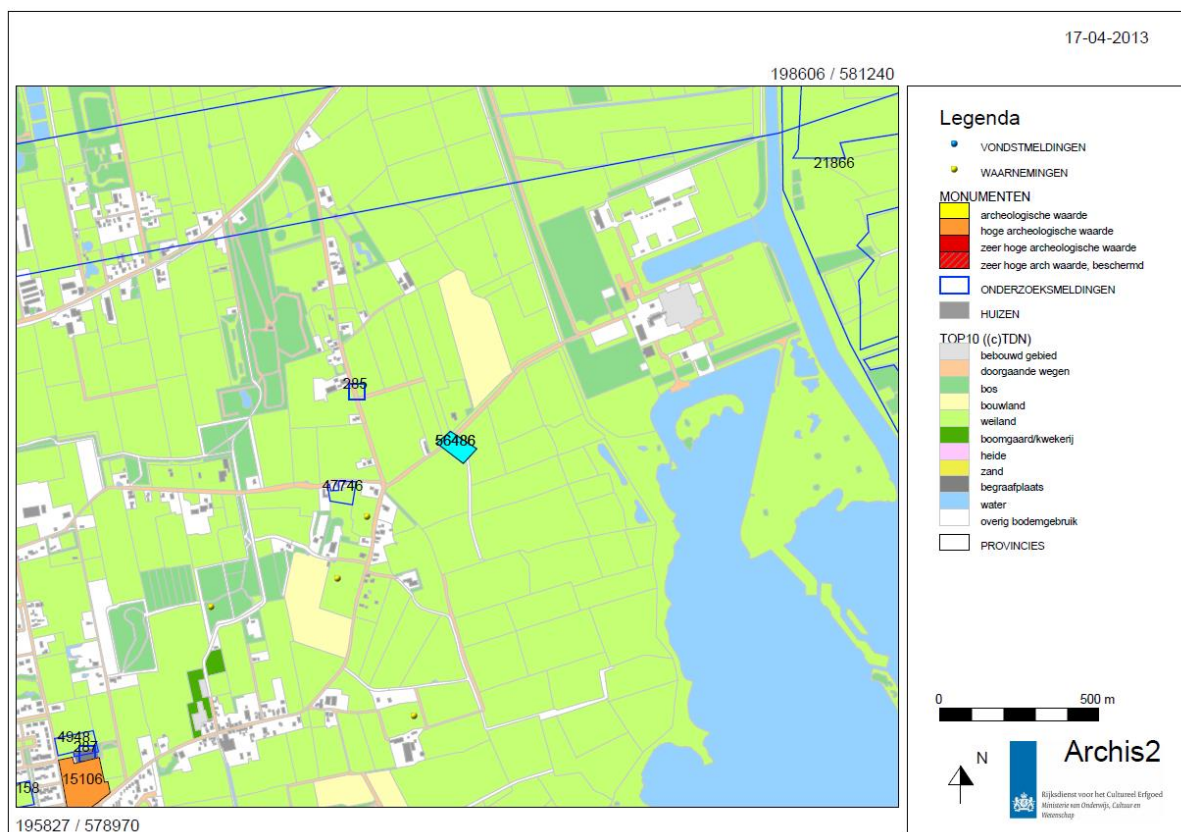 17-04-2013
198606 / 581240
21866
285
56486
47746
4948
287
15106
158
195827 / 578970
Legenda
VONDSTMELDINGEN
WAARNEMINGEN
MONUMENTEN
archeologische waarde
hoge archeologische waarde
zeer hoge archeologische waarde
zeer hoge arch waarde, beschermd
ONDERZOEKSMELDINGEN
HUIZEN
TOP10 ((c)TDN)
bebouwd gebied
doorgaande wegen
bos
bouwland
weiland
boomgaard/kwekerij
heide
zand
begraafplaats
water
overig bodemgebruik
PROVINCIES
0 500 m
N
Archis2
Rijksdienst voor het Cultureel Erfgoed
Ministerie van Onderwijs, Cultuur en
Wetenschap